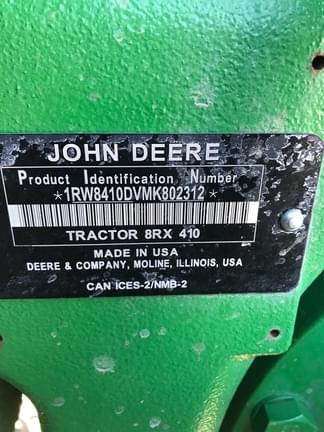 JOHN DEERE
Product Identification Number
*1RW8410DVMK802312*
TRACTOR 8RX 410
MADE IN USA
DEERE & COMPANY, MOLINE, ILLINOIS, USA
CAN ICES-2/NMB-2